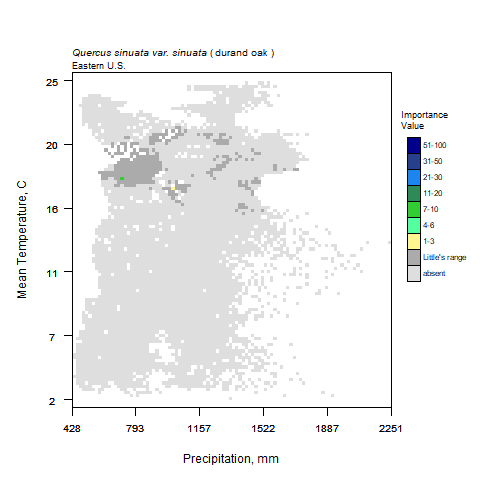 Quercus sinuata var. sinuata ( durand oak )
Eastern U.S.
25
20
16
11
7
2
Mean Temperature, C
428 793 1157 1522 1887 2251
Precipitation, mm
Importance
Value
51-100
31-50
21-30
11-20
7-10
4-6
1-3
Little's range
absent